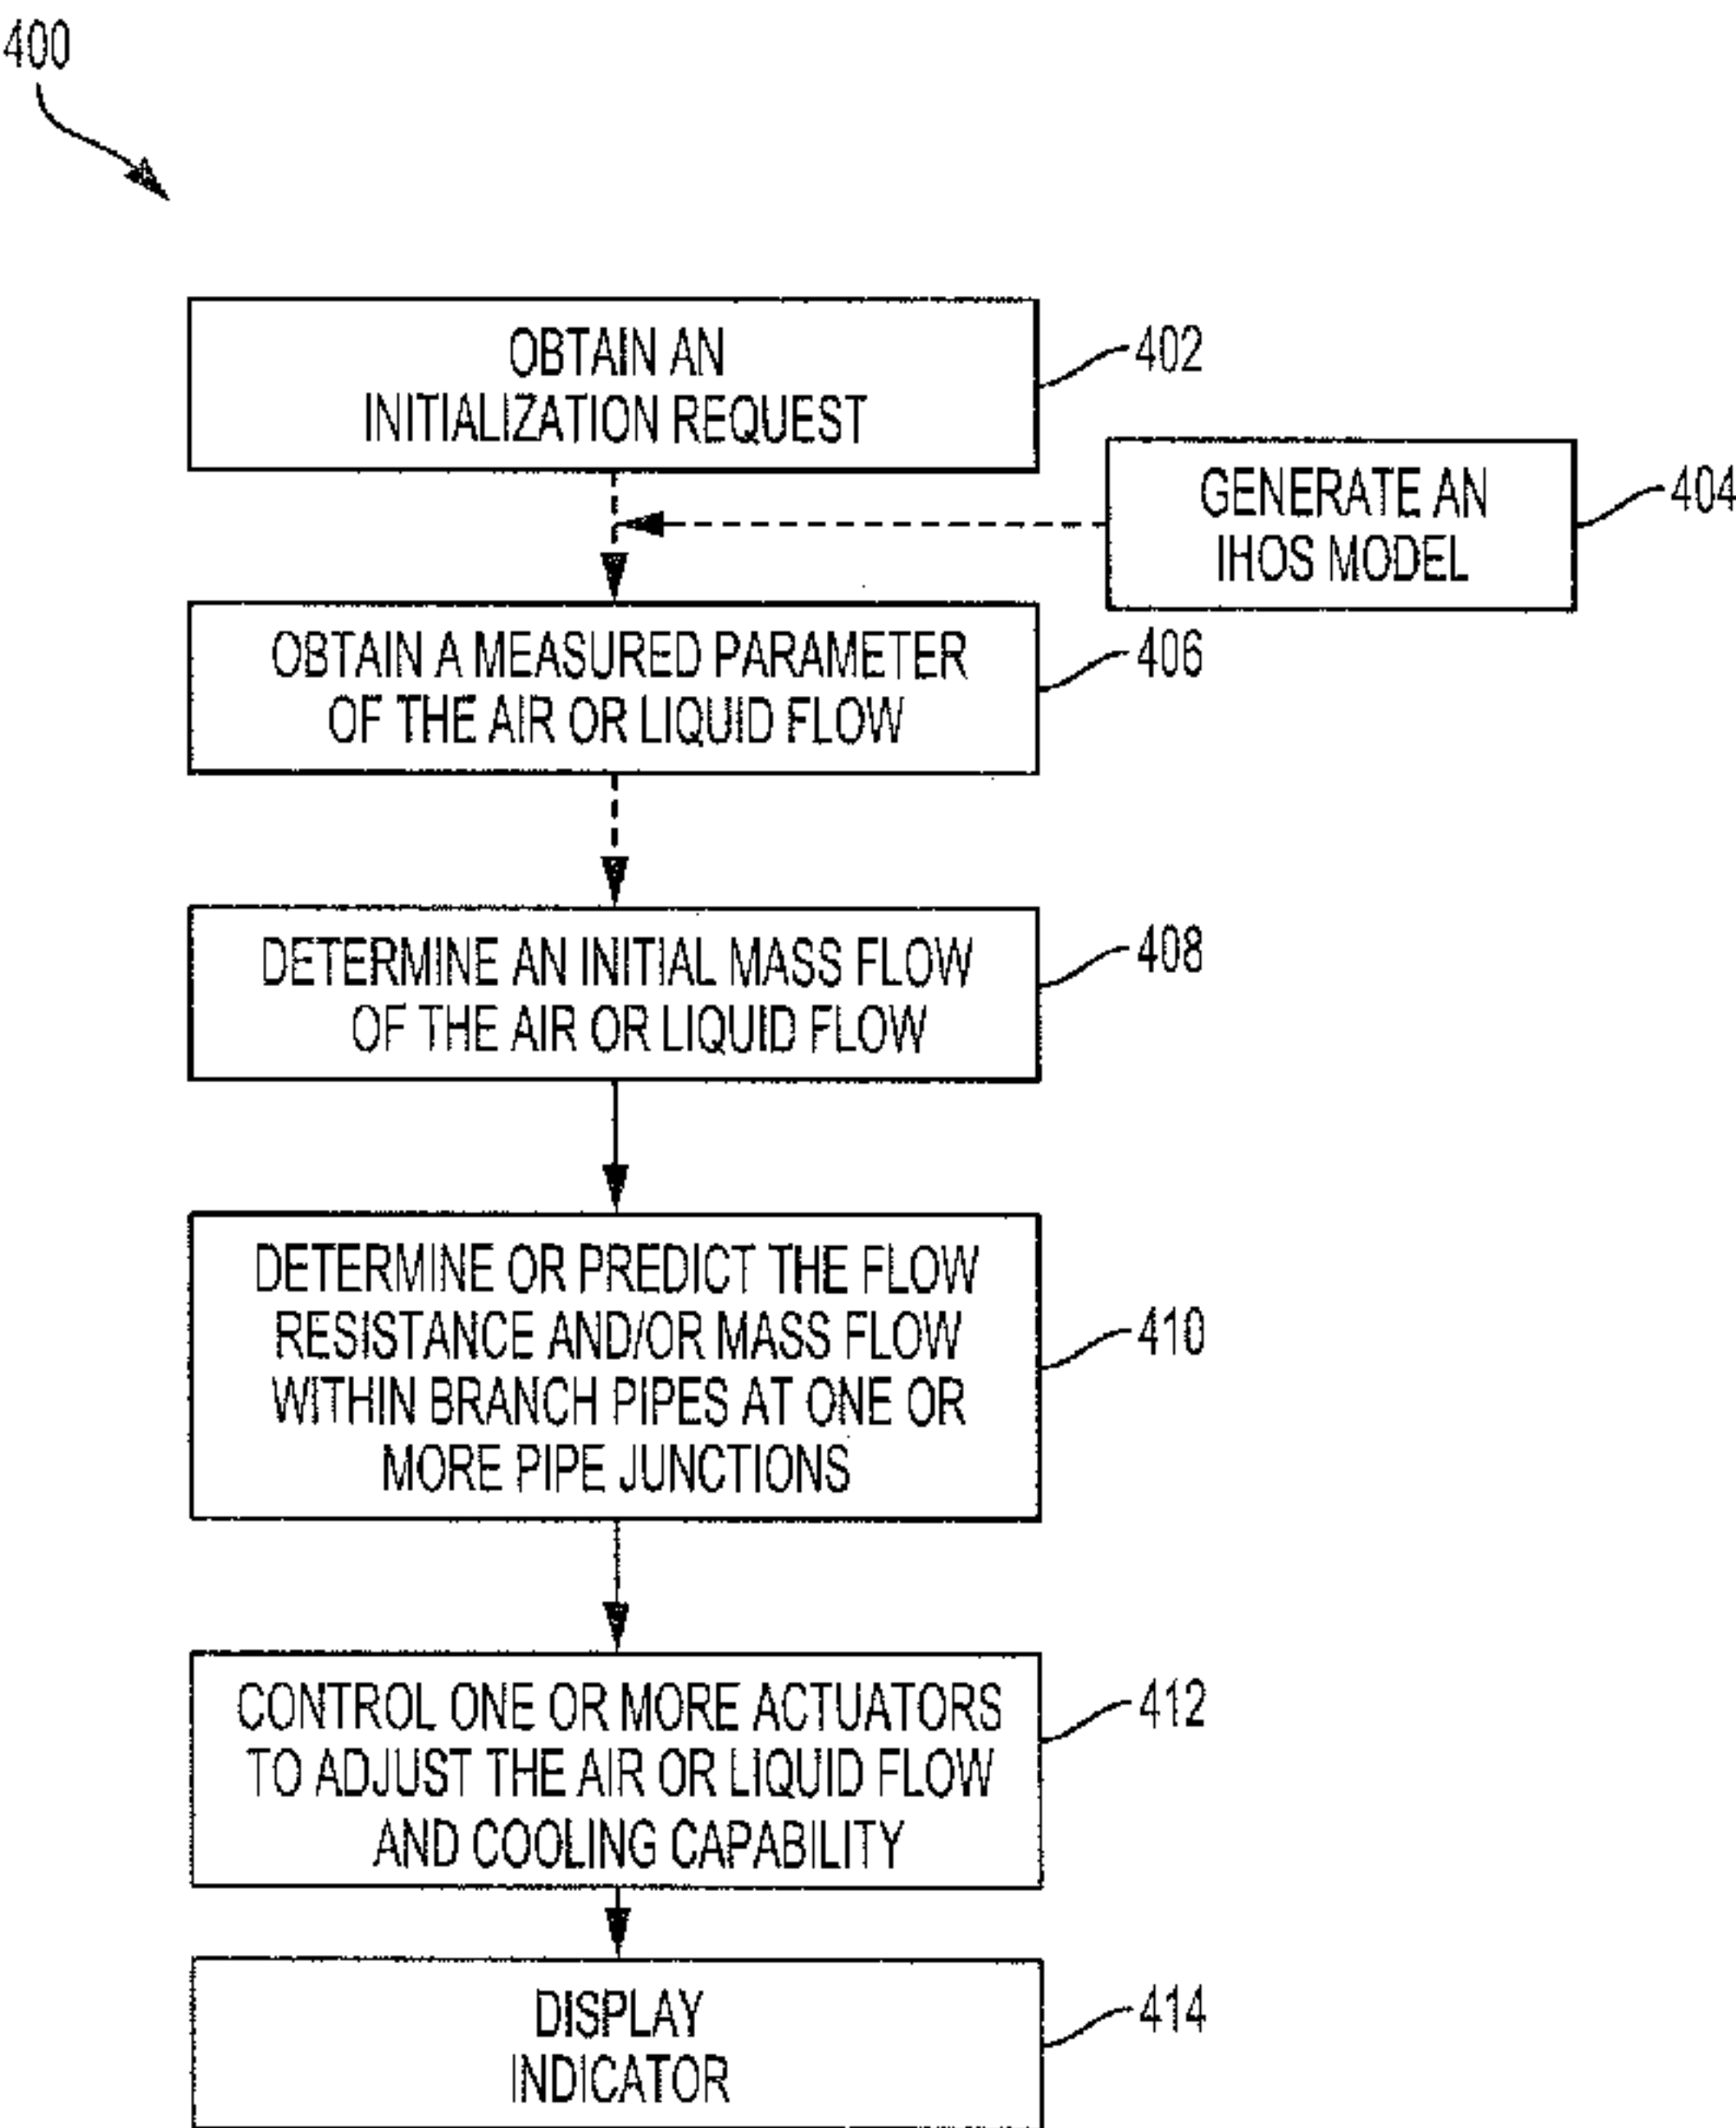 400
OBTAIN AN
INITIALIZATION REQUEST
402
GENERATE AN
IHOS MODEL
404
OBTAIN A MEASURED PARAMETER
OF THE AIR OR LIQUID FLOW
406
DETERMINE AN INITIAL MASS FLOW
OF THE AIR OR LIQUID FLOW
408
DETERMINE OR PREDICT THE FLOW
RESISTANCE AND/OR MASS FLOW
WITHIN BRANCH PIPES AT ONE OR
MORE PIPE JUNCTIONS
410
CONTROL ONE OR MORE ACTUATORS
TO ADJUST THE AIR OR LIQUID FLOW
AND COOLING CAPABILITY
412
DISPLAY
INDICATOR
414